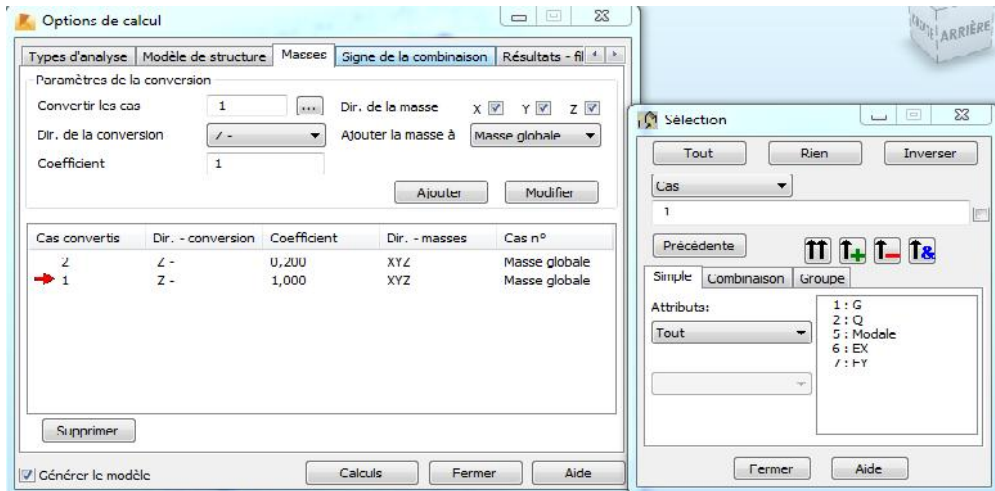 Options de calcul
Types d'analyse Modèle de structure Masses Signe de la combinaison Résultats - fil
Paramètres de la conversion
Convertir les cas 1 ... Dir. de la masse X Y Z
Dir. de la conversion Z - Ajouter la masse à Masse globale
Coefficient 1
Ajouter Modifier
Cas convertis Dir. - conversion Coefficient Dir. - masses Cas n°
2 Z - 0,200 XYZ Masse globale
1 Z - 1,000 XYZ Masse globale
Supprimer
Générer le modèle Calculs Fermer Aide
ARRIÈRE
Sélection
Tout Rien Inverser
Cas
1
Précédente
&
Simple Combinaison Groupe
Attributs:
Tout
1 : G
2 : Q
5 : Modale
6 : EX
7 : EY
Fermer Aide